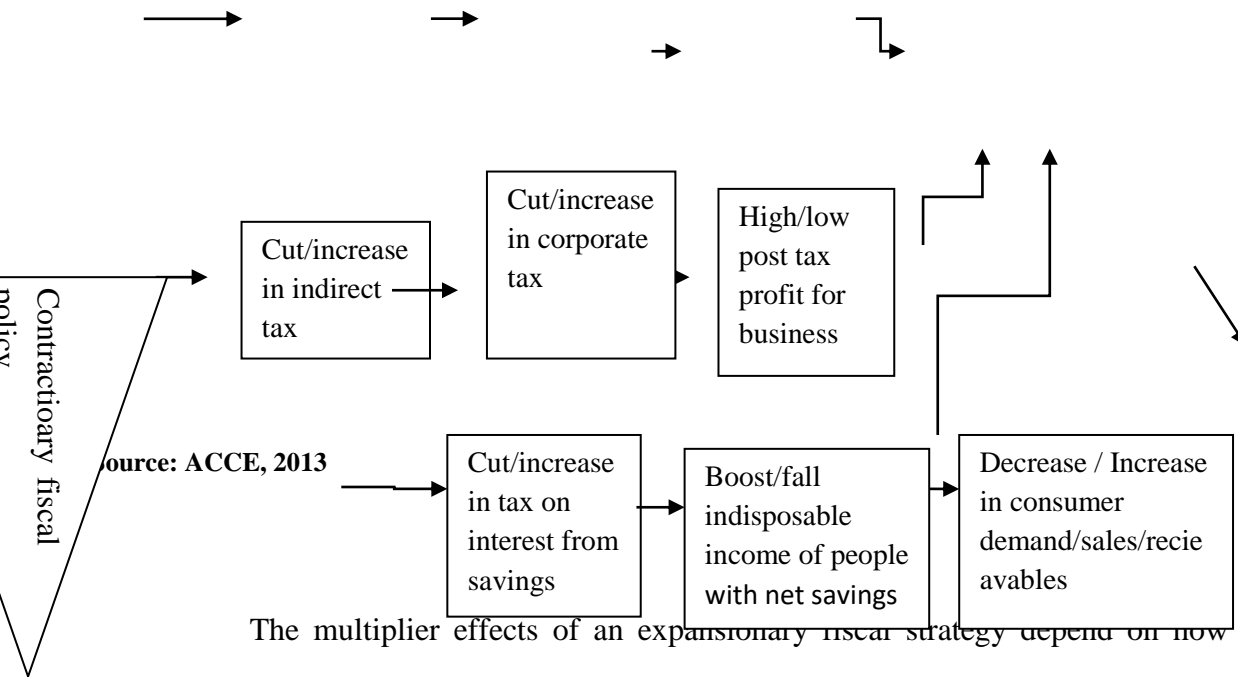 Cut/increase
in indirect
tax
Cut/increase
in corporate
tax
High/low
post tax
profit for
business
Contractioary fiscal
policy
ource: ACCE, 2013
Cut/increase
in tax on
interest from
savings
Boost/fall
indisposable
income of people
with net savings
Decrease / Increase
in consumer
demand/sales/recie
avables
The multiplier effects of an expansionary fiscal strategy depend on how